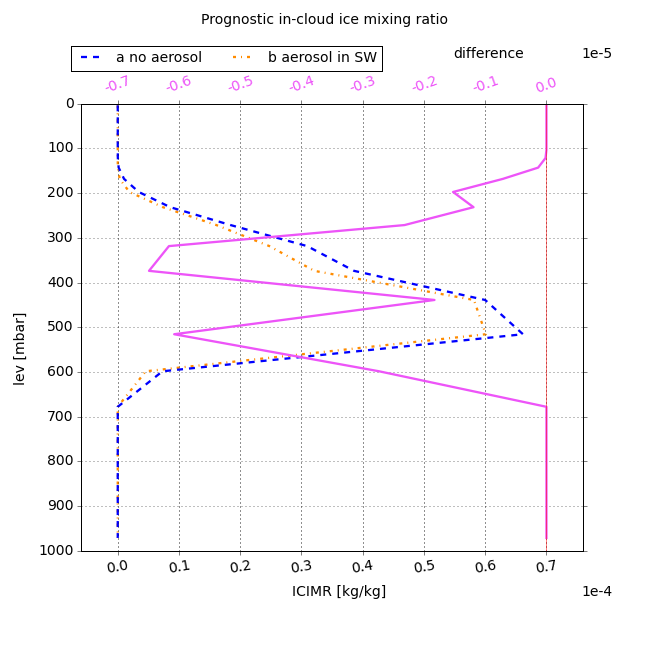 Prognostic in-cloud ice mixing ratio
a no aerosol b aerosol in SW difference 1e-5
-0.7 -0.6 -0.5 -0.4 -0.3 -0.2 -0.1 0.0
0
100
200
300
400
500
600
700
800
900
1000
lev [mbar]
0.0 0.1 0.2 0.3 0.4 0.5 0.6 0.7
ICIMR [kg/kg] 1e-4